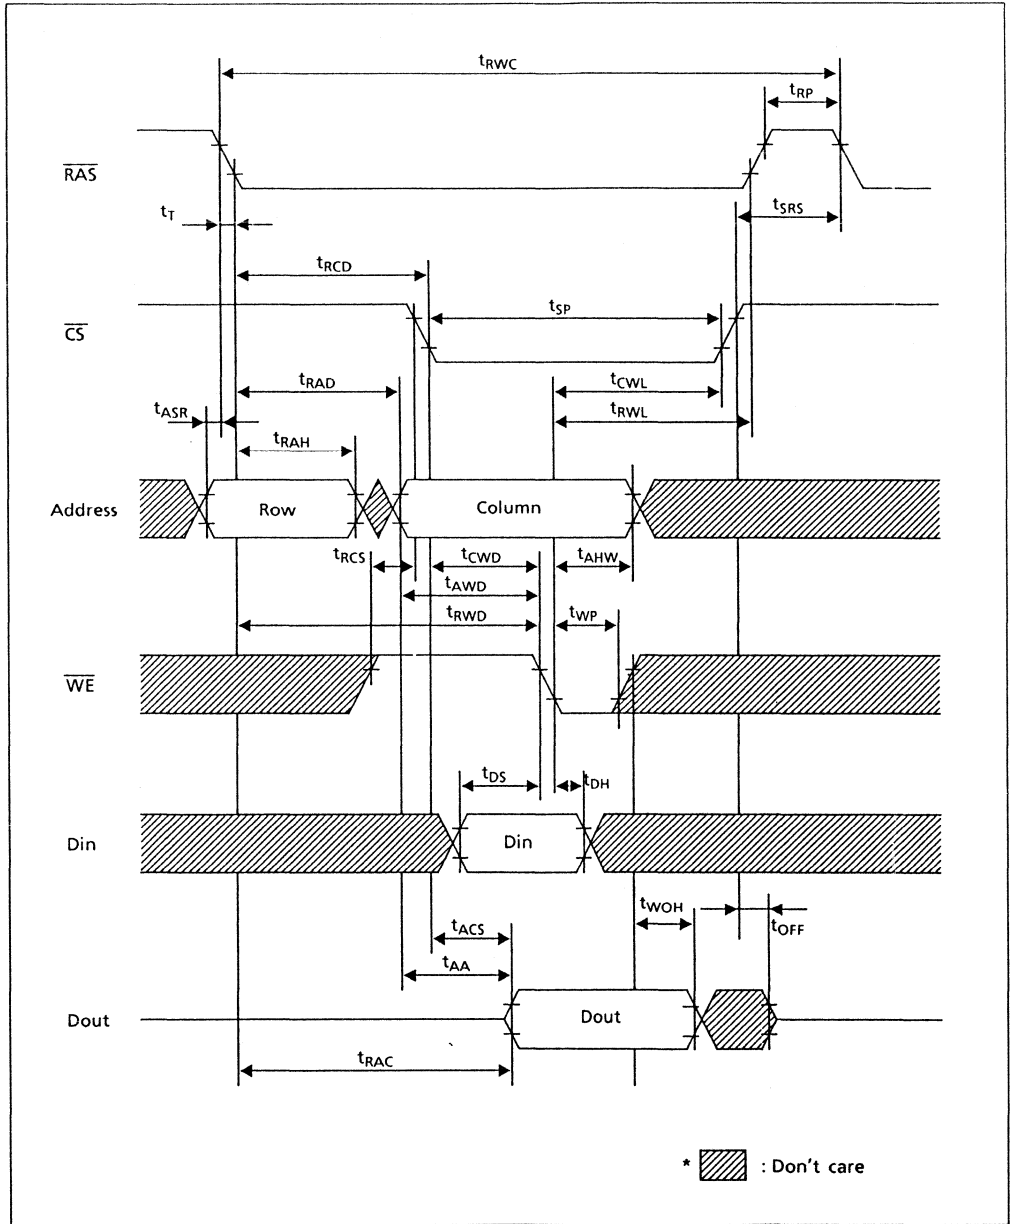 tRWC
tRP
RAS
tT
tSRS
tRCD
CS
tSP
tRAD
tCWL
tASR
tRWL
tRAH
Address
Row
Column
tRCS
tCWD
tAHW
tAWD
tRWD
tWP
WE
tDS
tDH
Din
Din
tWOH
tACS
tOFF
tAA
Dout
Dout
tRAC
* : Don't care